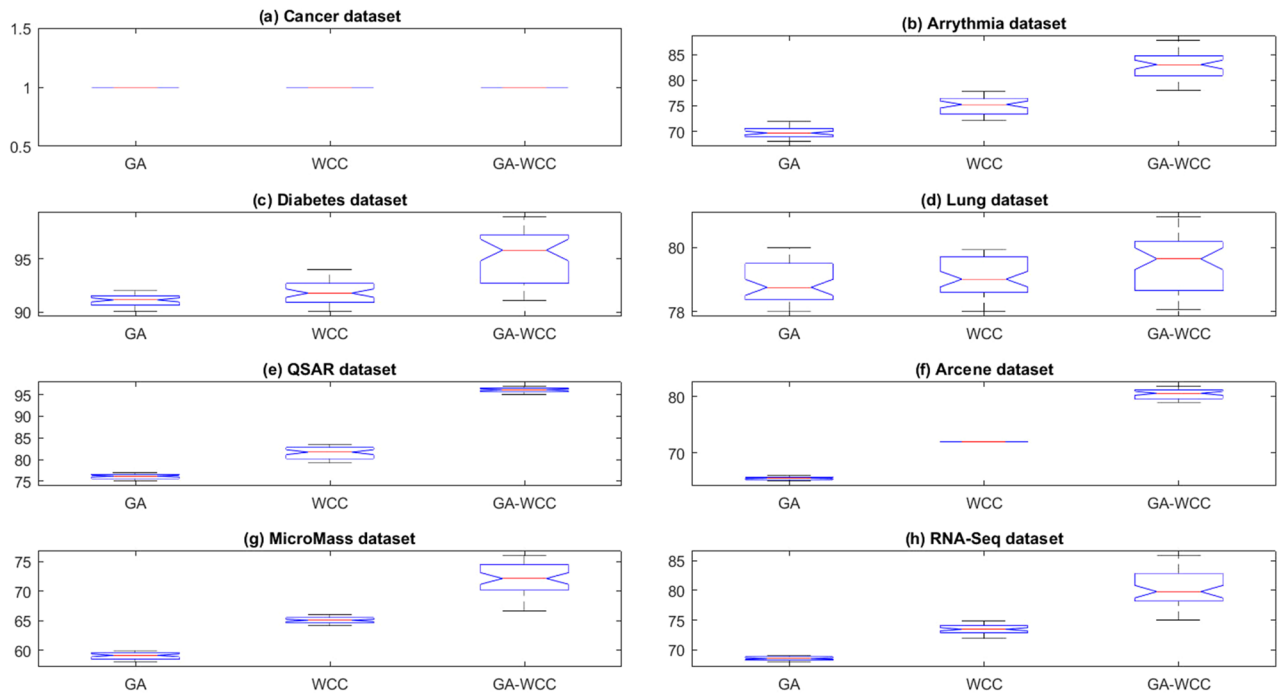 (a) Cancer dataset
1.5
1
0.5
GA WCC GA-WCC
(b) Arrythmia dataset
85
80
75
70
GA WCC GA-WCC
(c) Diabetes dataset
95
90
GA WCC GA-WCC
(d) Lung dataset
80
78
GA WCC GA-WCC
(e) QSAR dataset
95
90
85
80
75
GA WCC GA-WCC
(f) Arcene dataset
80
70
GA WCC GA-WCC
(g) MicroMass dataset
75
70
65
60
GA WCC GA-WCC
(h) RNA-Seq dataset
85
80
75
70
GA WCC GA-WCC